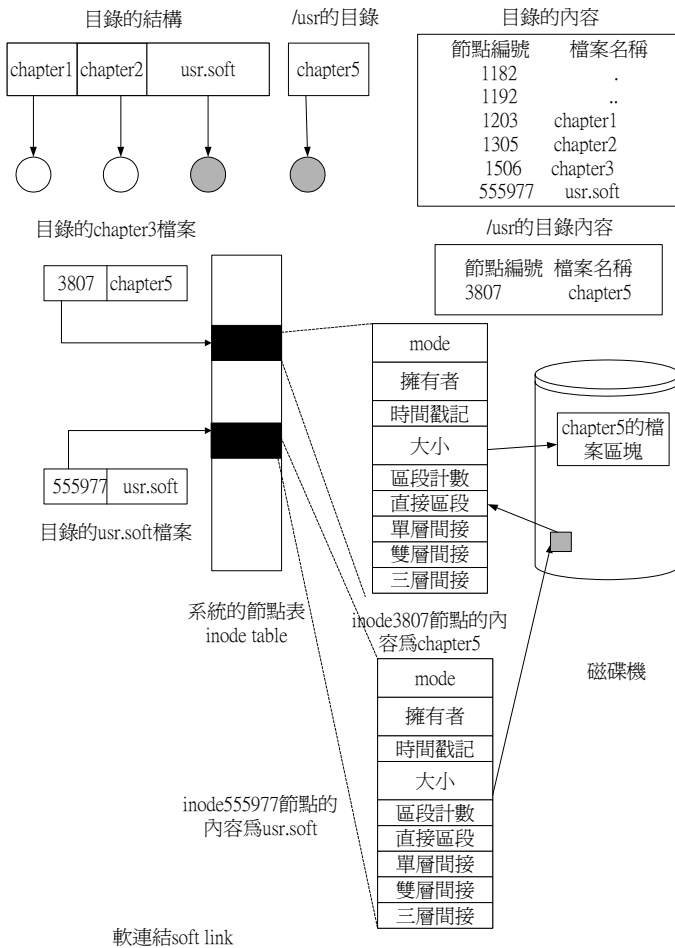 目錄的結構
/usr的目錄
目錄的內容
chapter1 chapter2 usr.soft
chapter5
節點編號 檔案名稱
1182 .
1192 ..
1203 chapter1
1305 chapter2
1506 chapter3
555977 usr.soft
目錄的chapter3檔案
/usr的目錄內容
3807 chapter5
節點編號 檔案名稱
3807 chapter5
mode
擁有者
時間戳記
大小
區段計數
直接區段
單層間接
雙層間接
三層間接
chapter5的檔
案區塊
555977 usr.soft
目錄的usr.soft檔案
系統的節點表
inode table
inode3807節點的內
容爲chapter5
磁碟機
mode
擁有者
時間戳記
大小
區段計數
直接區段
單層間接
雙層間接
三層間接
inode555977節點的
內容爲usr.soft
軟連結soft link